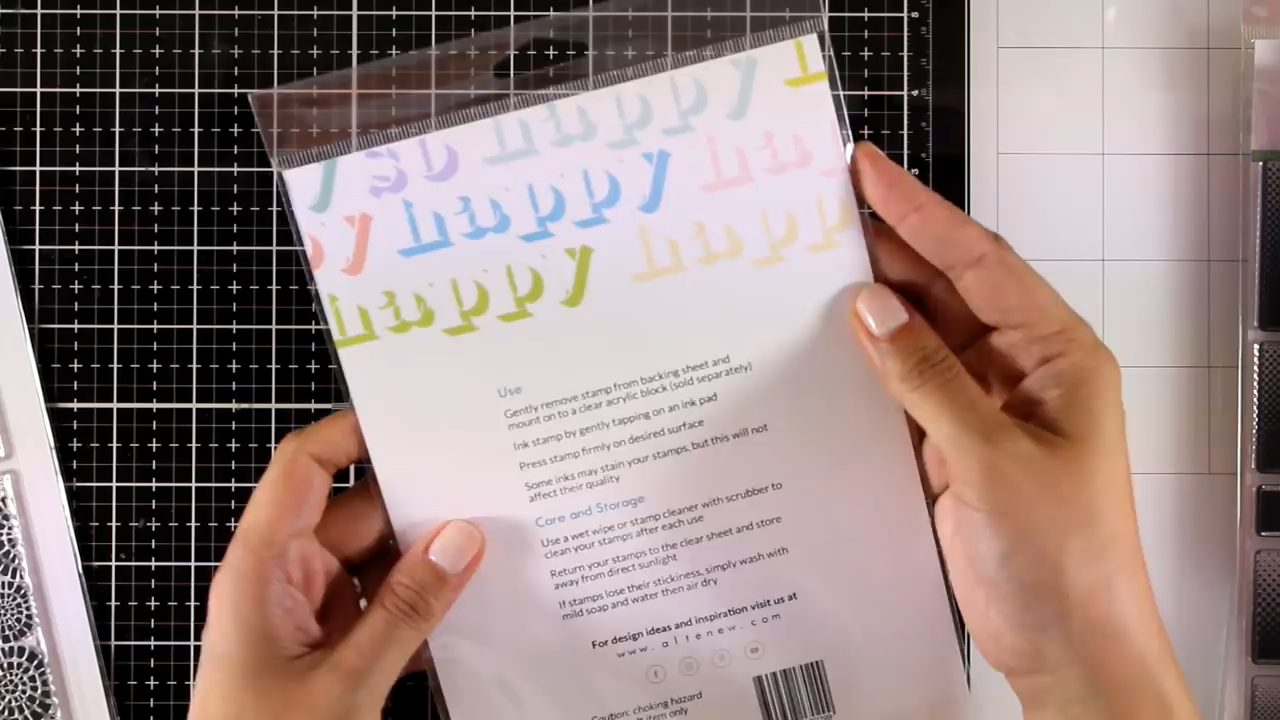 so happy
happy
happy
Use
Gently remove stamp from backing sheet and
mount on to a clear acrylic block (sold separately)
Ink stamp by gently tapping on an ink pad
Press stamp firmly on desired surface
Some inks may stain your stamps, but this will not
affect their quality
Care and Storage
Use a wet wipe or stamp cleaner with scrubber to
clean your stamps after each use
Return your stamps to the clear sheet and store
away from direct sunlight
If stamps lose their stickiness, simply wash with
mild soap and water then air dry
For design ideas and inspiration visit us at
www.altenew.com
Caution: choking hazard
item only